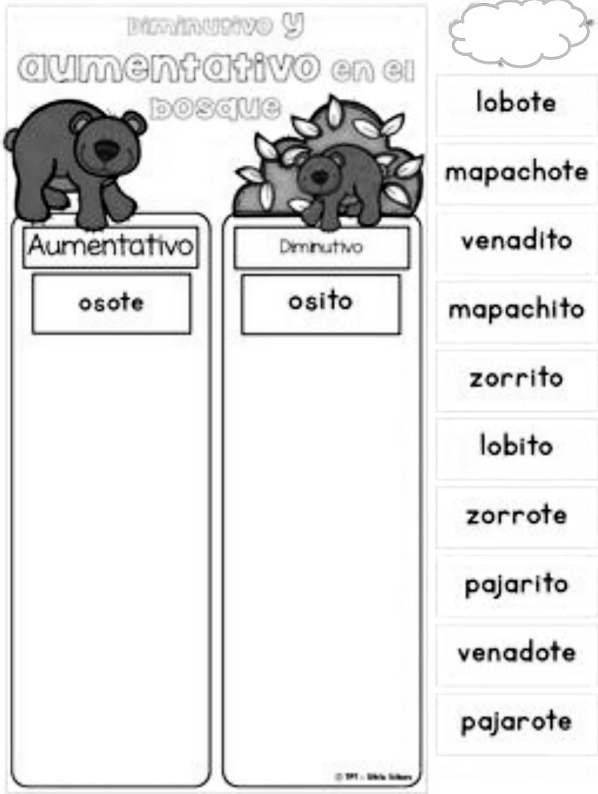 Diminutivo y
aumentativo en el
bosque
Aumentativo
Diminutivo
osote
osito
lobote
mapachote
venadito
mapachito
zorrito
lobito
zorrote
pajarito
venadote
pajarote